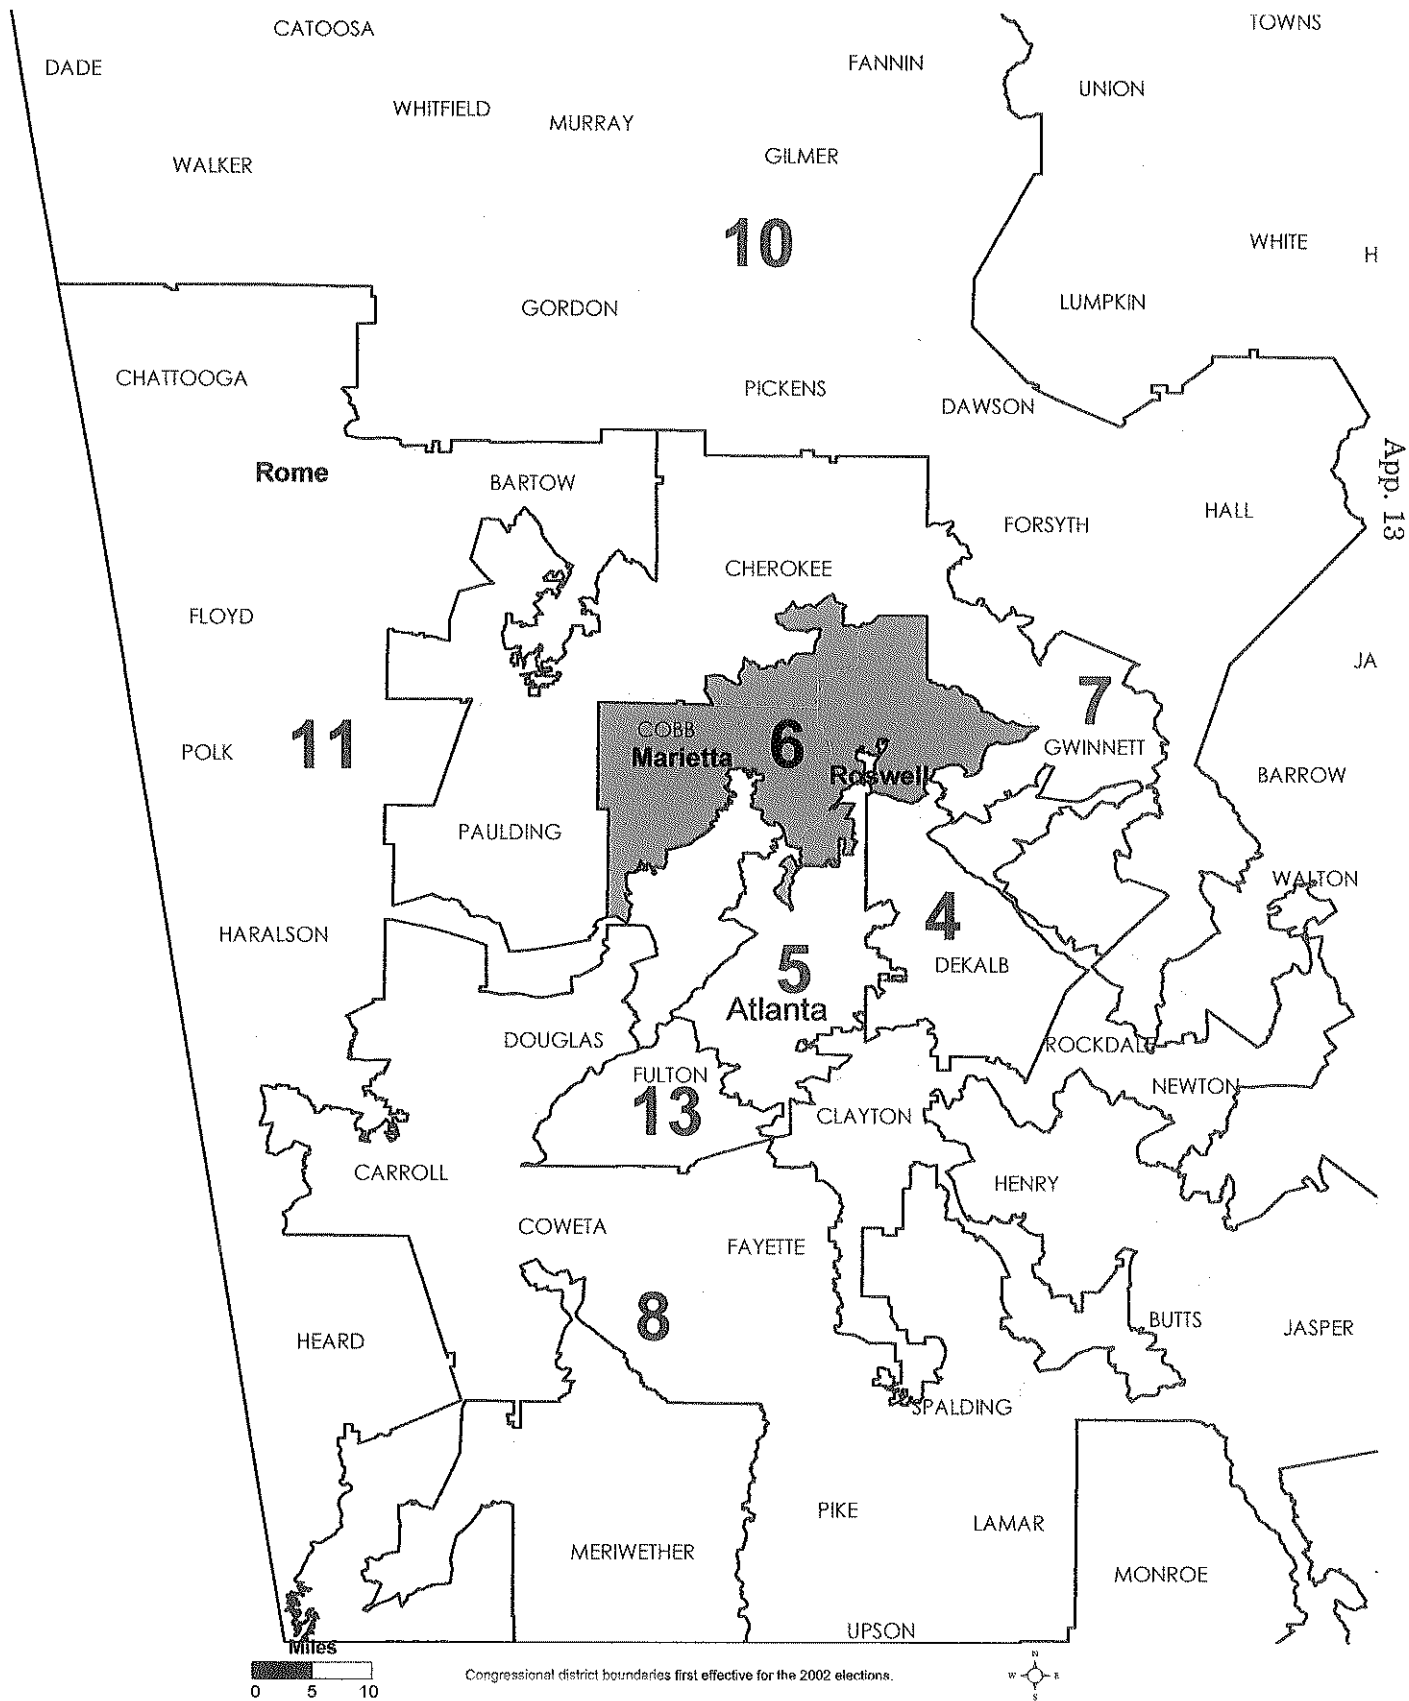 CATOOSA
TOWNS
DADE
FANNIN
UNION
WHITFIELD
MURRAY
GILMER
WALKER
10
WHITE
H
LUMPKIN
GORDON
CHATTOOGA
PICKENS
DAWSON
App. 13
Rome
BARTOW
HALL
FORSYTH
CHEROKEE
FLOYD
JA
7
COBB
6
11
POLK
Marietta
GWINNETT
Roswell
BARROW
PAULDING
WALTON
4
HARALSON
5
DEKALB
Atlanta
DOUGLAS
ROCKDALE
FULTON
NEWTON
13
CLAYTON
CARROLL
HENRY
COWETA
FAYETTE
8
BUTTS
JASPER
HEARD
SPALDING
PIKE
LAMAR
MERIWETHER
MONROE
UPSON
Miles
0 5 10
Congressional district boundaries first effective for the 2002 elections.
N
W E
S